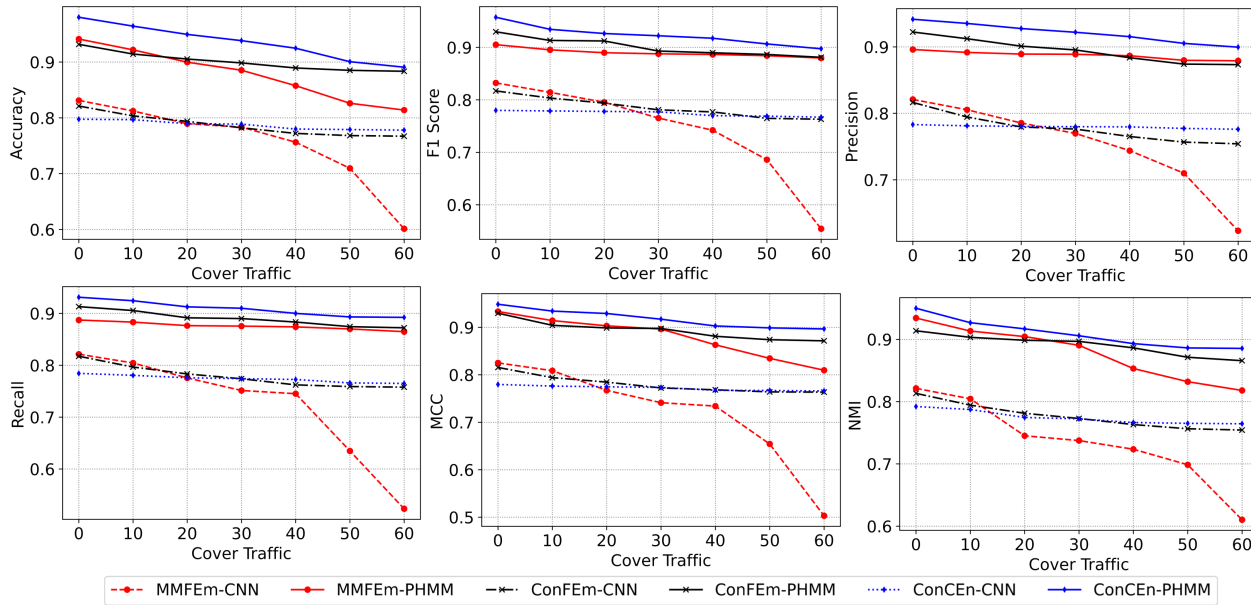 0.9
0.8
0.7
0.6
Accuracy
0 10 20 30 40 50 60
Cover Traffic
0.9
0.8
0.7
0.6
F1 Score
0 10 20 30 40 50 60
Cover Traffic
0.9
0.8
0.7
Precision
0 10 20 30 40 50 60
Cover Traffic
0.9
0.8
0.7
0.6
Recall
0 10 20 30 40 50 60
Cover Traffic
0.9
0.8
0.7
0.6
0.5
MCC
0 10 20 30 40 50 60
Cover Traffic
0.9
0.8
0.7
0.6
NMI
0 10 20 30 40 50 60
Cover Traffic
MMFEm-CNN MMFEm-PHMM ConFEm-CNN ConFEm-PHMM ConCEn-CNN ConCEn-PHMM